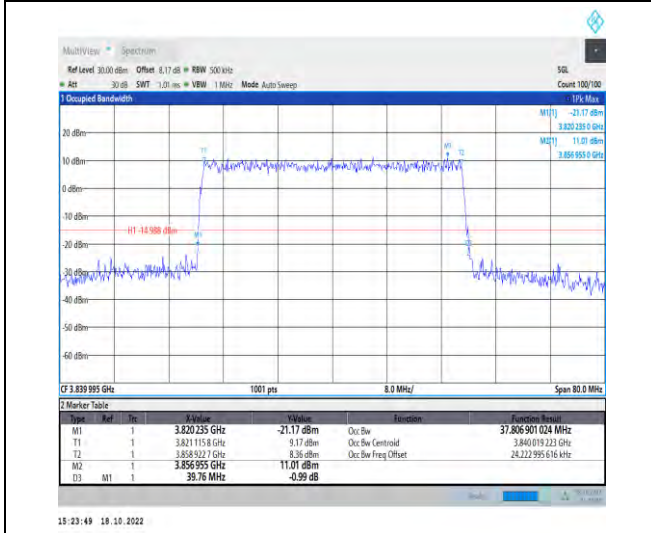 MultiView Spectrum
Ref Level 30.00 dBm Offset 8.17 dB RBW 500 kHz SGL
Att 30 dB SWT 1.01 ms VBW 1 MHz Mode Auto Sweep Count 100/100
1 Occupied Bandwidth 1Pk Max
M1[1] -21.17 dBm
3.820 235 0 GHz
M2[1] 11.01 dBm
3.856 955 0 GHz
20 dBm
T1 M2 T2
10 dBm
0 dBm
-10 dBm
H1 -14.988 dBm
M1
-20 dBm
-30 dBm
-40 dBm
-50 dBm
-60 dBm
CF 3.839 995 GHz 1001 pts 8.0 MHz/ Span 80.0 MHz
2 Marker Table
Type Ref Trc X-Value Y-Value Function Function Result
M1 1 3.820 235 GHz -21.17 dBm Occ Bw 37.806 901 024 MHz
T1 1 3.821 115 8 GHz 9.17 dBm Occ Bw Centroid 3.840 019 223 GHz
T2 1 3.858 922 7 GHz 8.36 dBm Occ Bw Freq Offset 24.222 995 616 kHz
M2 1 3.856 955 GHz 11.01 dBm
D3 M1 1 39.76 MHz -0.99 dB
15:23:49 18.10.2022